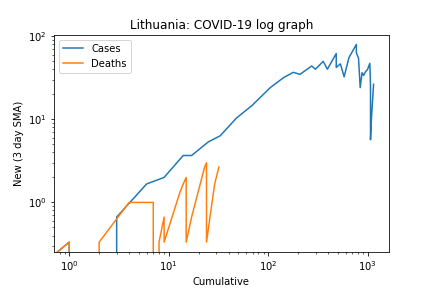 Lithuania: COVID-19 log graph
Cases
Deaths
New (3 day SMA)
10²
10¹
10⁰
10⁰ 10¹ 10² 10³
Cumulative